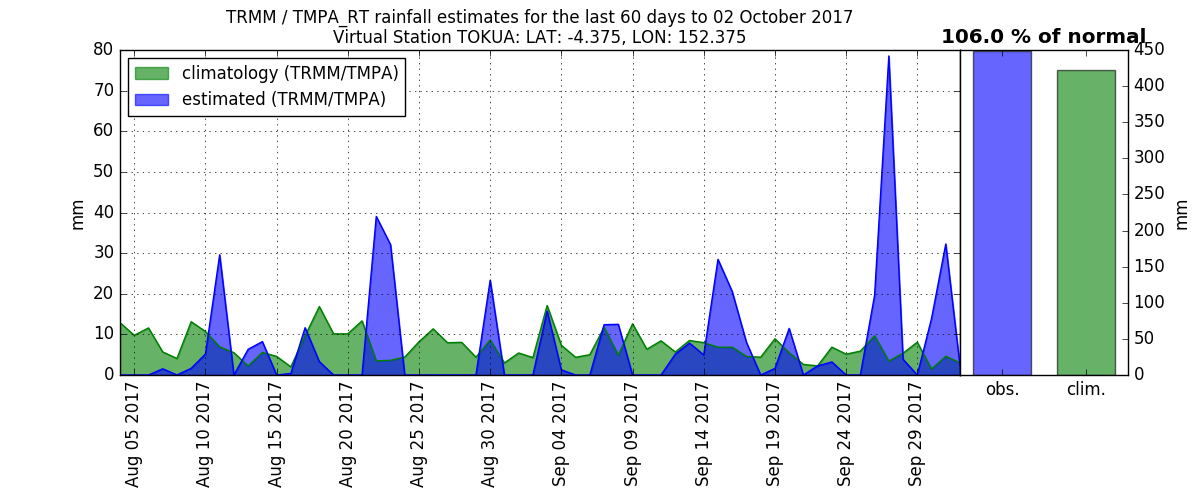 TRMM / TMPA_RT rainfall estimates for the last 60 days to 02 October 2017
Virtual Station TOKUA: LAT: -4.375, LON: 152.375
106.0 % of normal
climatology (TRMM/TMPA)
estimated (TRMM/TMPA)
80
70
60
50
40
30
20
10
0
mm
Aug 05 2017
Aug 10 2017
Aug 15 2017
Aug 20 2017
Aug 25 2017
Aug 30 2017
Sep 04 2017
Sep 09 2017
Sep 14 2017
Sep 19 2017
Sep 24 2017
Sep 29 2017
obs.
clim.
450
400
350
300
250
200
150
100
50
0
mm